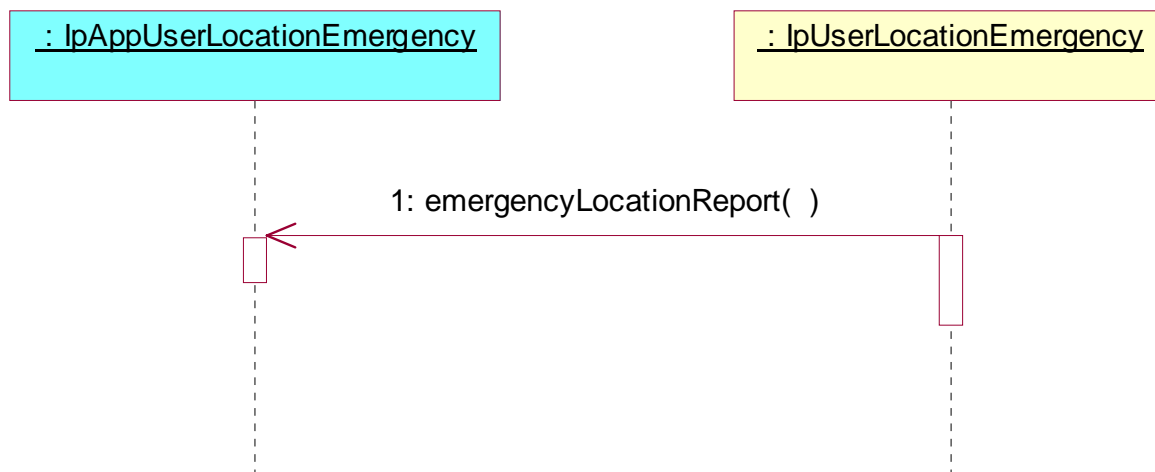 : IpAppUserLocationEmergency
: IpUserLocationEmergency
1: emergencyLocationReport( )